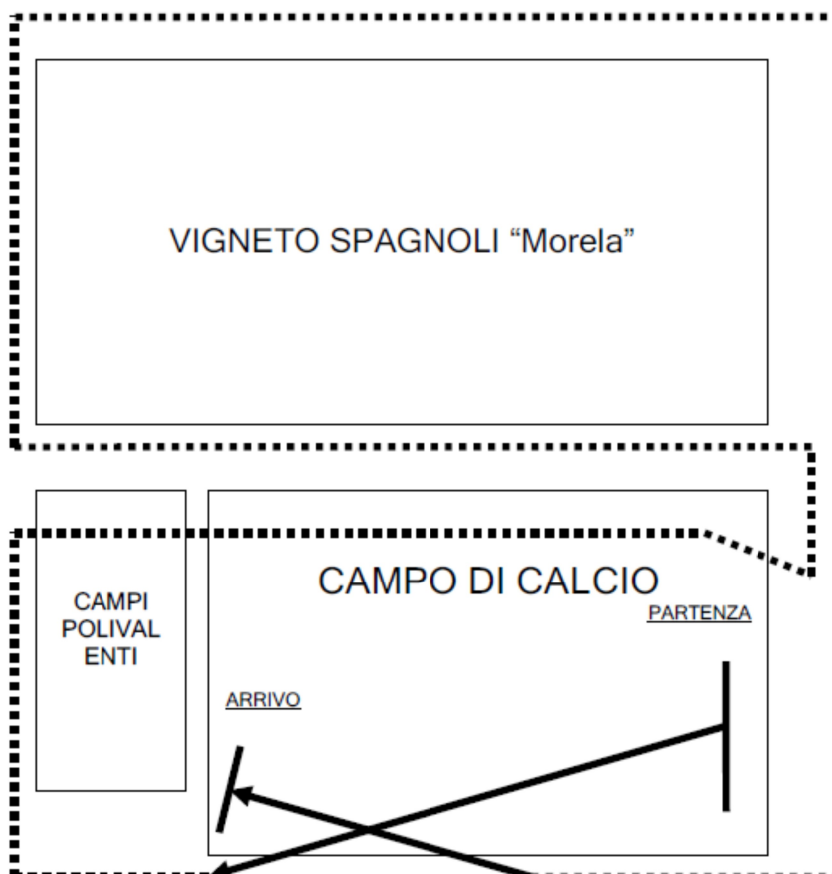 VIGNETO SPAGNOLI “Morela”
CAMPO DI CALCIO
PARTENZA
CAMPI
POLIVAL
ENTI
ARRIVO